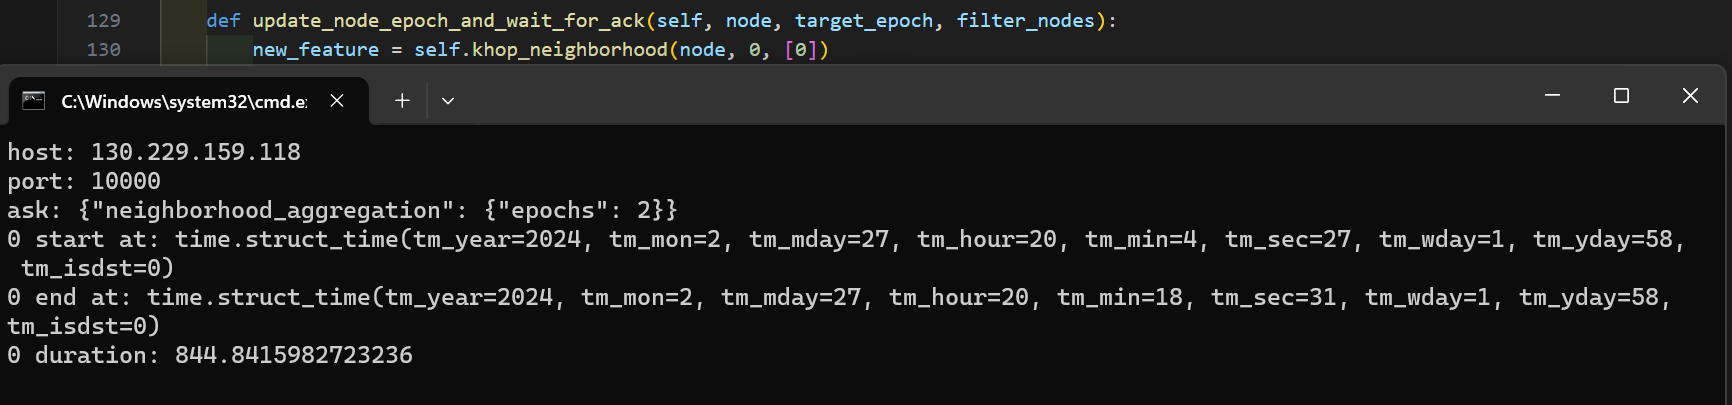 129 def update_node_epoch_and_wait_for_ack(self, node, target_epoch, filter_nodes):
130 new_feature = self.khop_neighborhood(node, 0, [0])
C:\Windows\system32\cmd.e
host: 130.229.159.118
port: 10000
ask: {"neighborhood_aggregation": {"epochs": 2}}
0 start at: time.struct_time(tm_year=2024, tm_mon=2, tm_mday=27, tm_hour=20, tm_min=4, tm_sec=27, tm_wday=1, tm_yday=58,
tm_isdst=0)
0 end at: time.struct_time(tm_year=2024, tm_mon=2, tm_mday=27, tm_hour=20, tm_min=18, tm_sec=31, tm_wday=1, tm_yday=58,
tm_isdst=0)
0 duration: 844.8415982723236